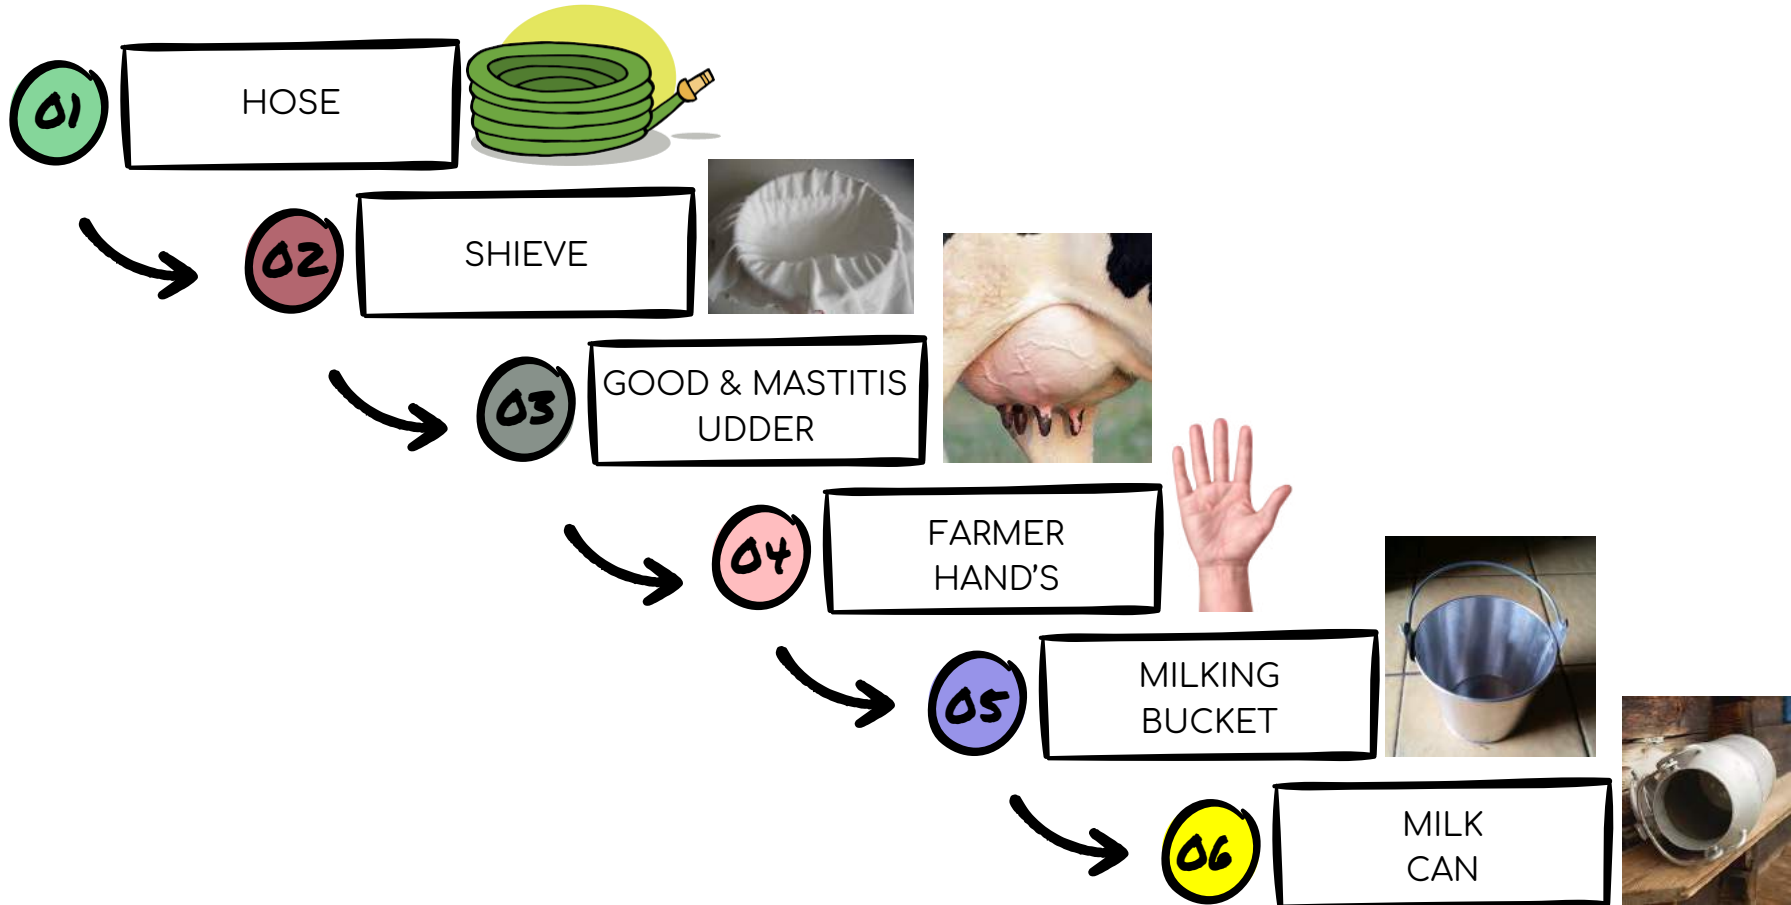 01
HOSE
02
SHIEVE
03
GOOD & MASTITIS
UDDER
04
FARMER
HAND'S
05
MILKING
BUCKET
06
MILK
CAN